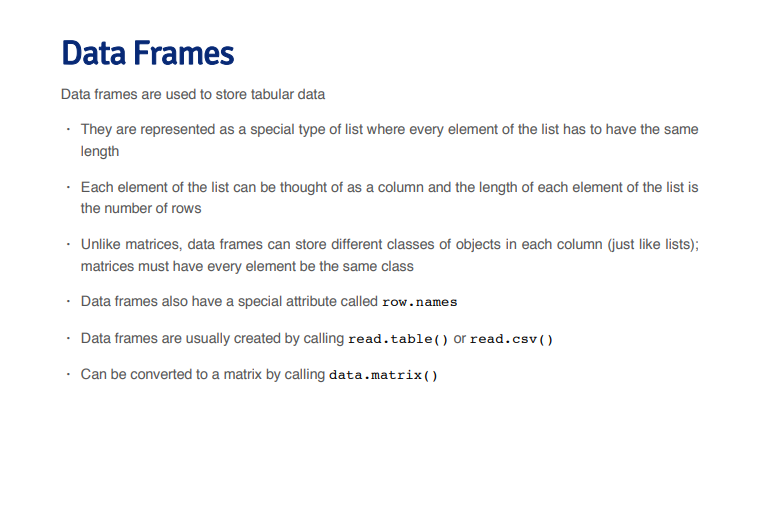 Data Frames
Data frames are used to store tabular data
· They are represented as a special type of list where every element of the list has to have the same
length
· Each element of the list can be thought of as a column and the length of each element of the list is
the number of rows
· Unlike matrices, data frames can store different classes of objects in each column (just like lists);
matrices must have every element be the same class
· Data frames also have a special attribute called row.names
· Data frames are usually created by calling read.table() or read.csv()
· Can be converted to a matrix by calling data.matrix()